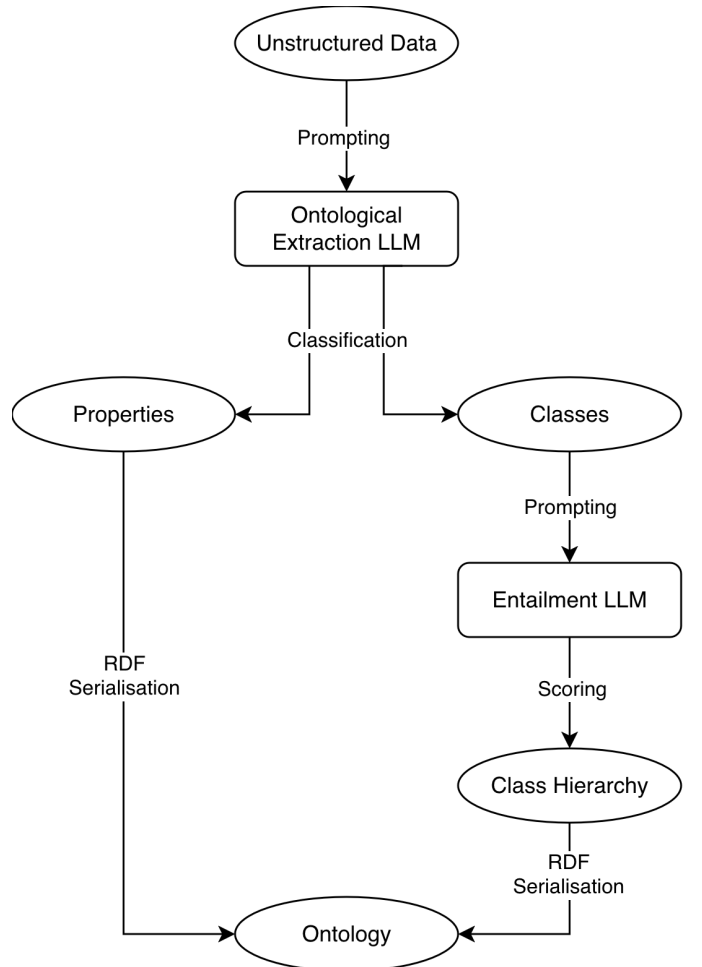 Unstructured Data
Prompting
Ontological
Extraction LLM
Classification
Properties
Classes
Prompting
Entailment LLM
RDF
Serialisation
Scoring
Class Hierarchy
RDF
Serialisation
Ontology